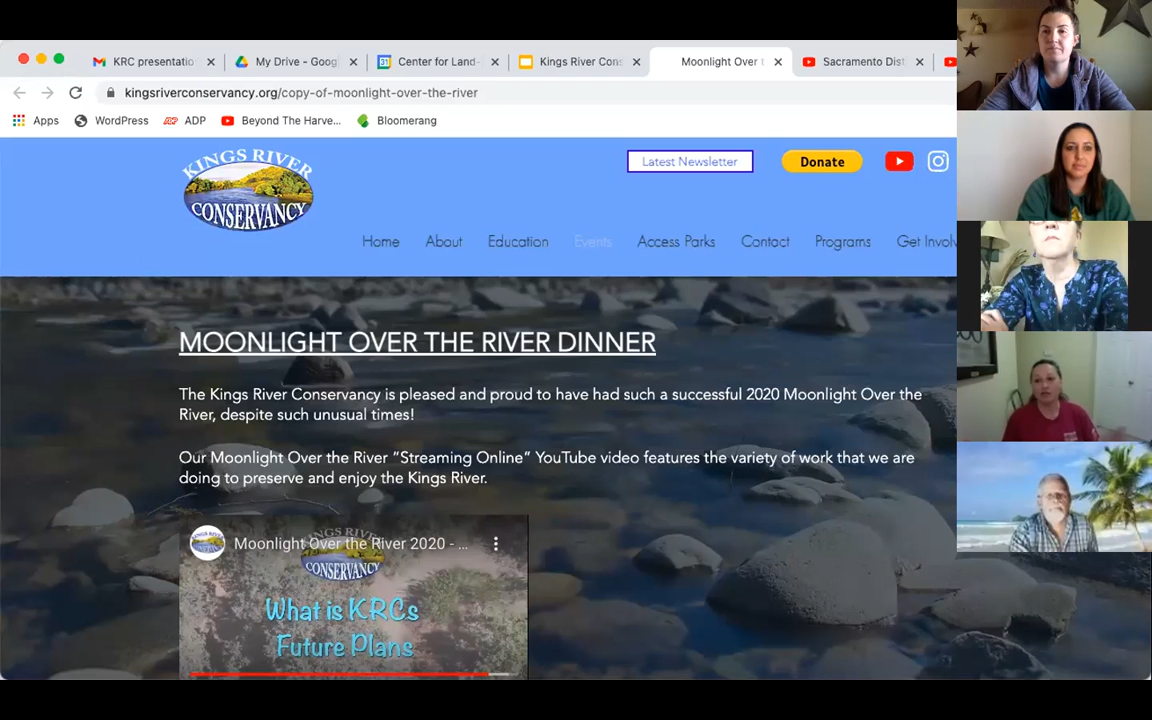 KRC presentatio
My Drive - Goog
Center for Land-
Kings River Cons
Moonlight Over t
Sacramento Dist
kingsriverconservancy.org/copy-of-moonlight-over-the-river
Apps
WordPress
ADP
Beyond The Harve...
Bloomerang
KINGS RIVER
CONSERVANCY
Latest Newsletter
Donate
Home
About
Education
Events
Access Parks
Contact
Programs
Get Involv
MOONLIGHT OVER THE RIVER DINNER
The Kings River Conservancy is pleased and proud to have had such a successful 2020 Moonlight Over the
River, despite such unusual times!
Our Moonlight Over the River “Streaming Online” YouTube video features the variety of work that we are
doing to preserve and enjoy the Kings River.
Moonlight Over the River 2020 - ...
KINGS RIVER
CONSERVANCY
What is KRCs
Future Plans